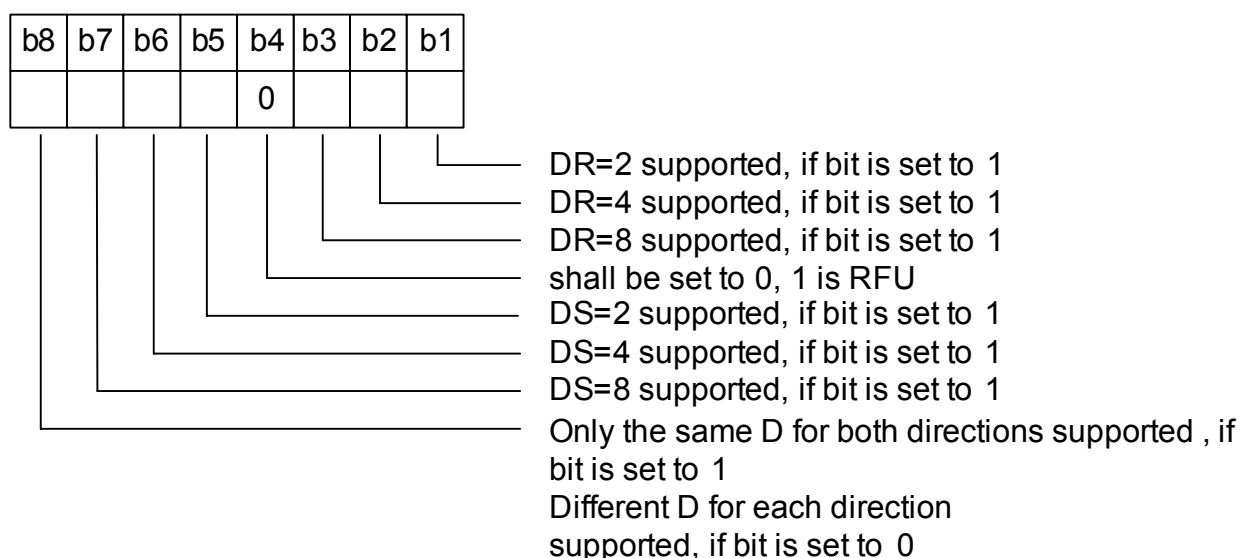 b8 b7 b6 b5 b4 b3 b2 b1
0
DR=2 supported, if bit is set to 1
DR=4 supported, if bit is set to 1
DR=8 supported, if bit is set to 1
shall be set to 0, 1 is RFU
DS=2 supported, if bit is set to 1
DS=4 supported, if bit is set to 1
DS=8 supported, if bit is set to 1
Only the same D for both directions supported , if
bit is set to 1
Different D for each direction
supported, if bit is set to 0